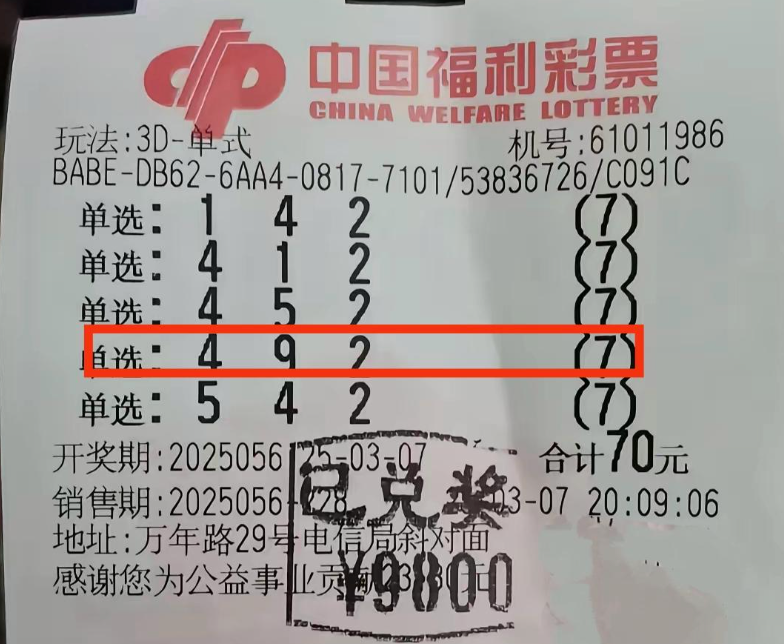 中国福利彩票
CHINA WELFARE LOTTERY
玩法:3D-单式 机号:61011986
BABE-DB62-6AA4-0817-7101/53836726/C091C
单选: 1 4 2 (7)
单选: 4 1 2 (7)
单选: 4 5 2 (7)
单选: 4 9 2 (7)
单选: 5 4 2 (7)
开奖期:2025056 25-03-07 合计70元
销售期:2025056-228 03-07 20:09:06
地址:万年路29号电信局斜对面
感谢您为公益事业贡献 元
已兑奖
¥9800